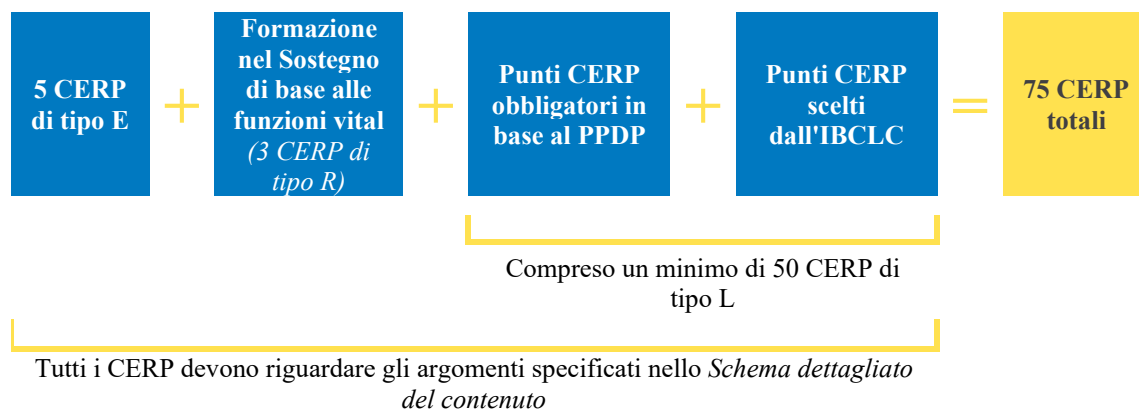 5 CERP
di tipo E
+
Formazione
nel Sostegno
di base alle
funzioni vital
(3 CERP di
tipo R)
+
Punti CERP
obbligatori in
base al PPDP
+
Punti CERP
scelti
dall'IBCLC
=
75 CERP
totali
Compreso un minimo di 50 CERP di
tipo L
Tutti i CERP devono riguardare gli argomenti specificati nello Schema dettagliato
del contenuto